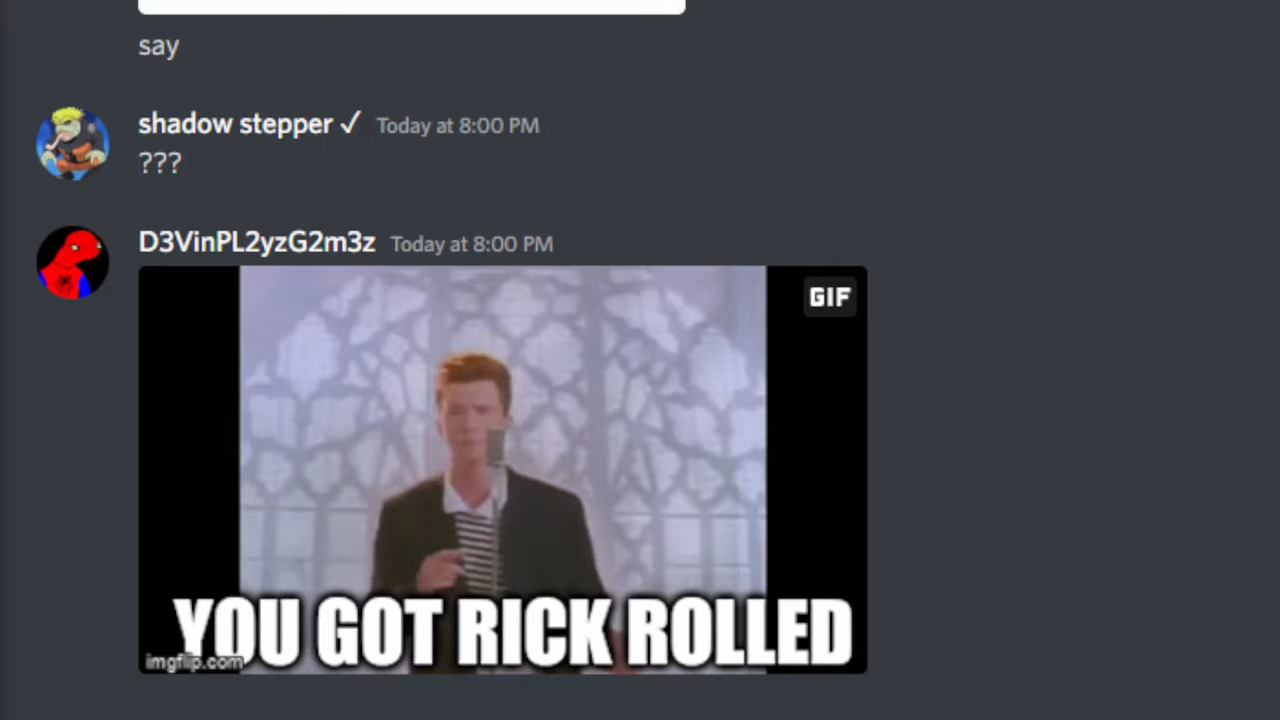 say
shadow stepper ✓ Today at 8:00 PM
???
D3VinPL2yzG2m3z Today at 8:00 PM
GIF
YOU GOT RICK ROLLED
imgflip.com